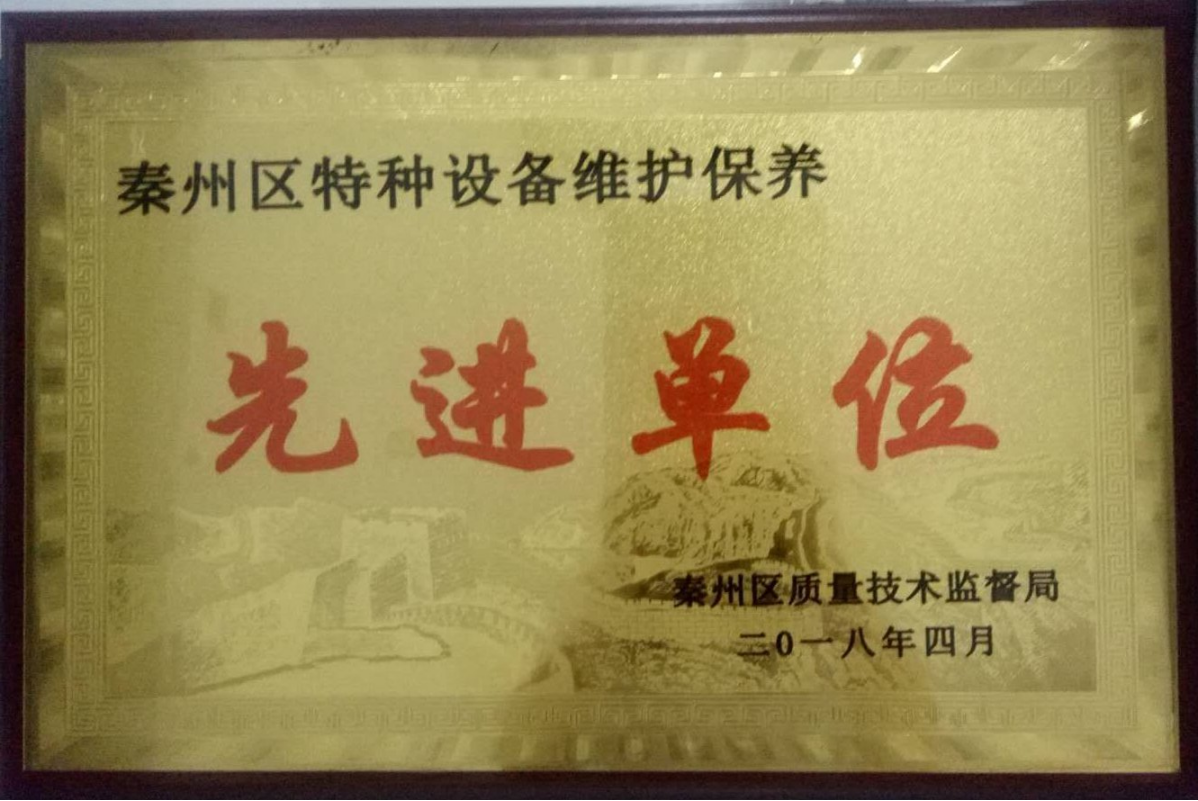 秦州区特种设备维护保养
先进单位
秦州区质量技术监督局
二0一八年四月